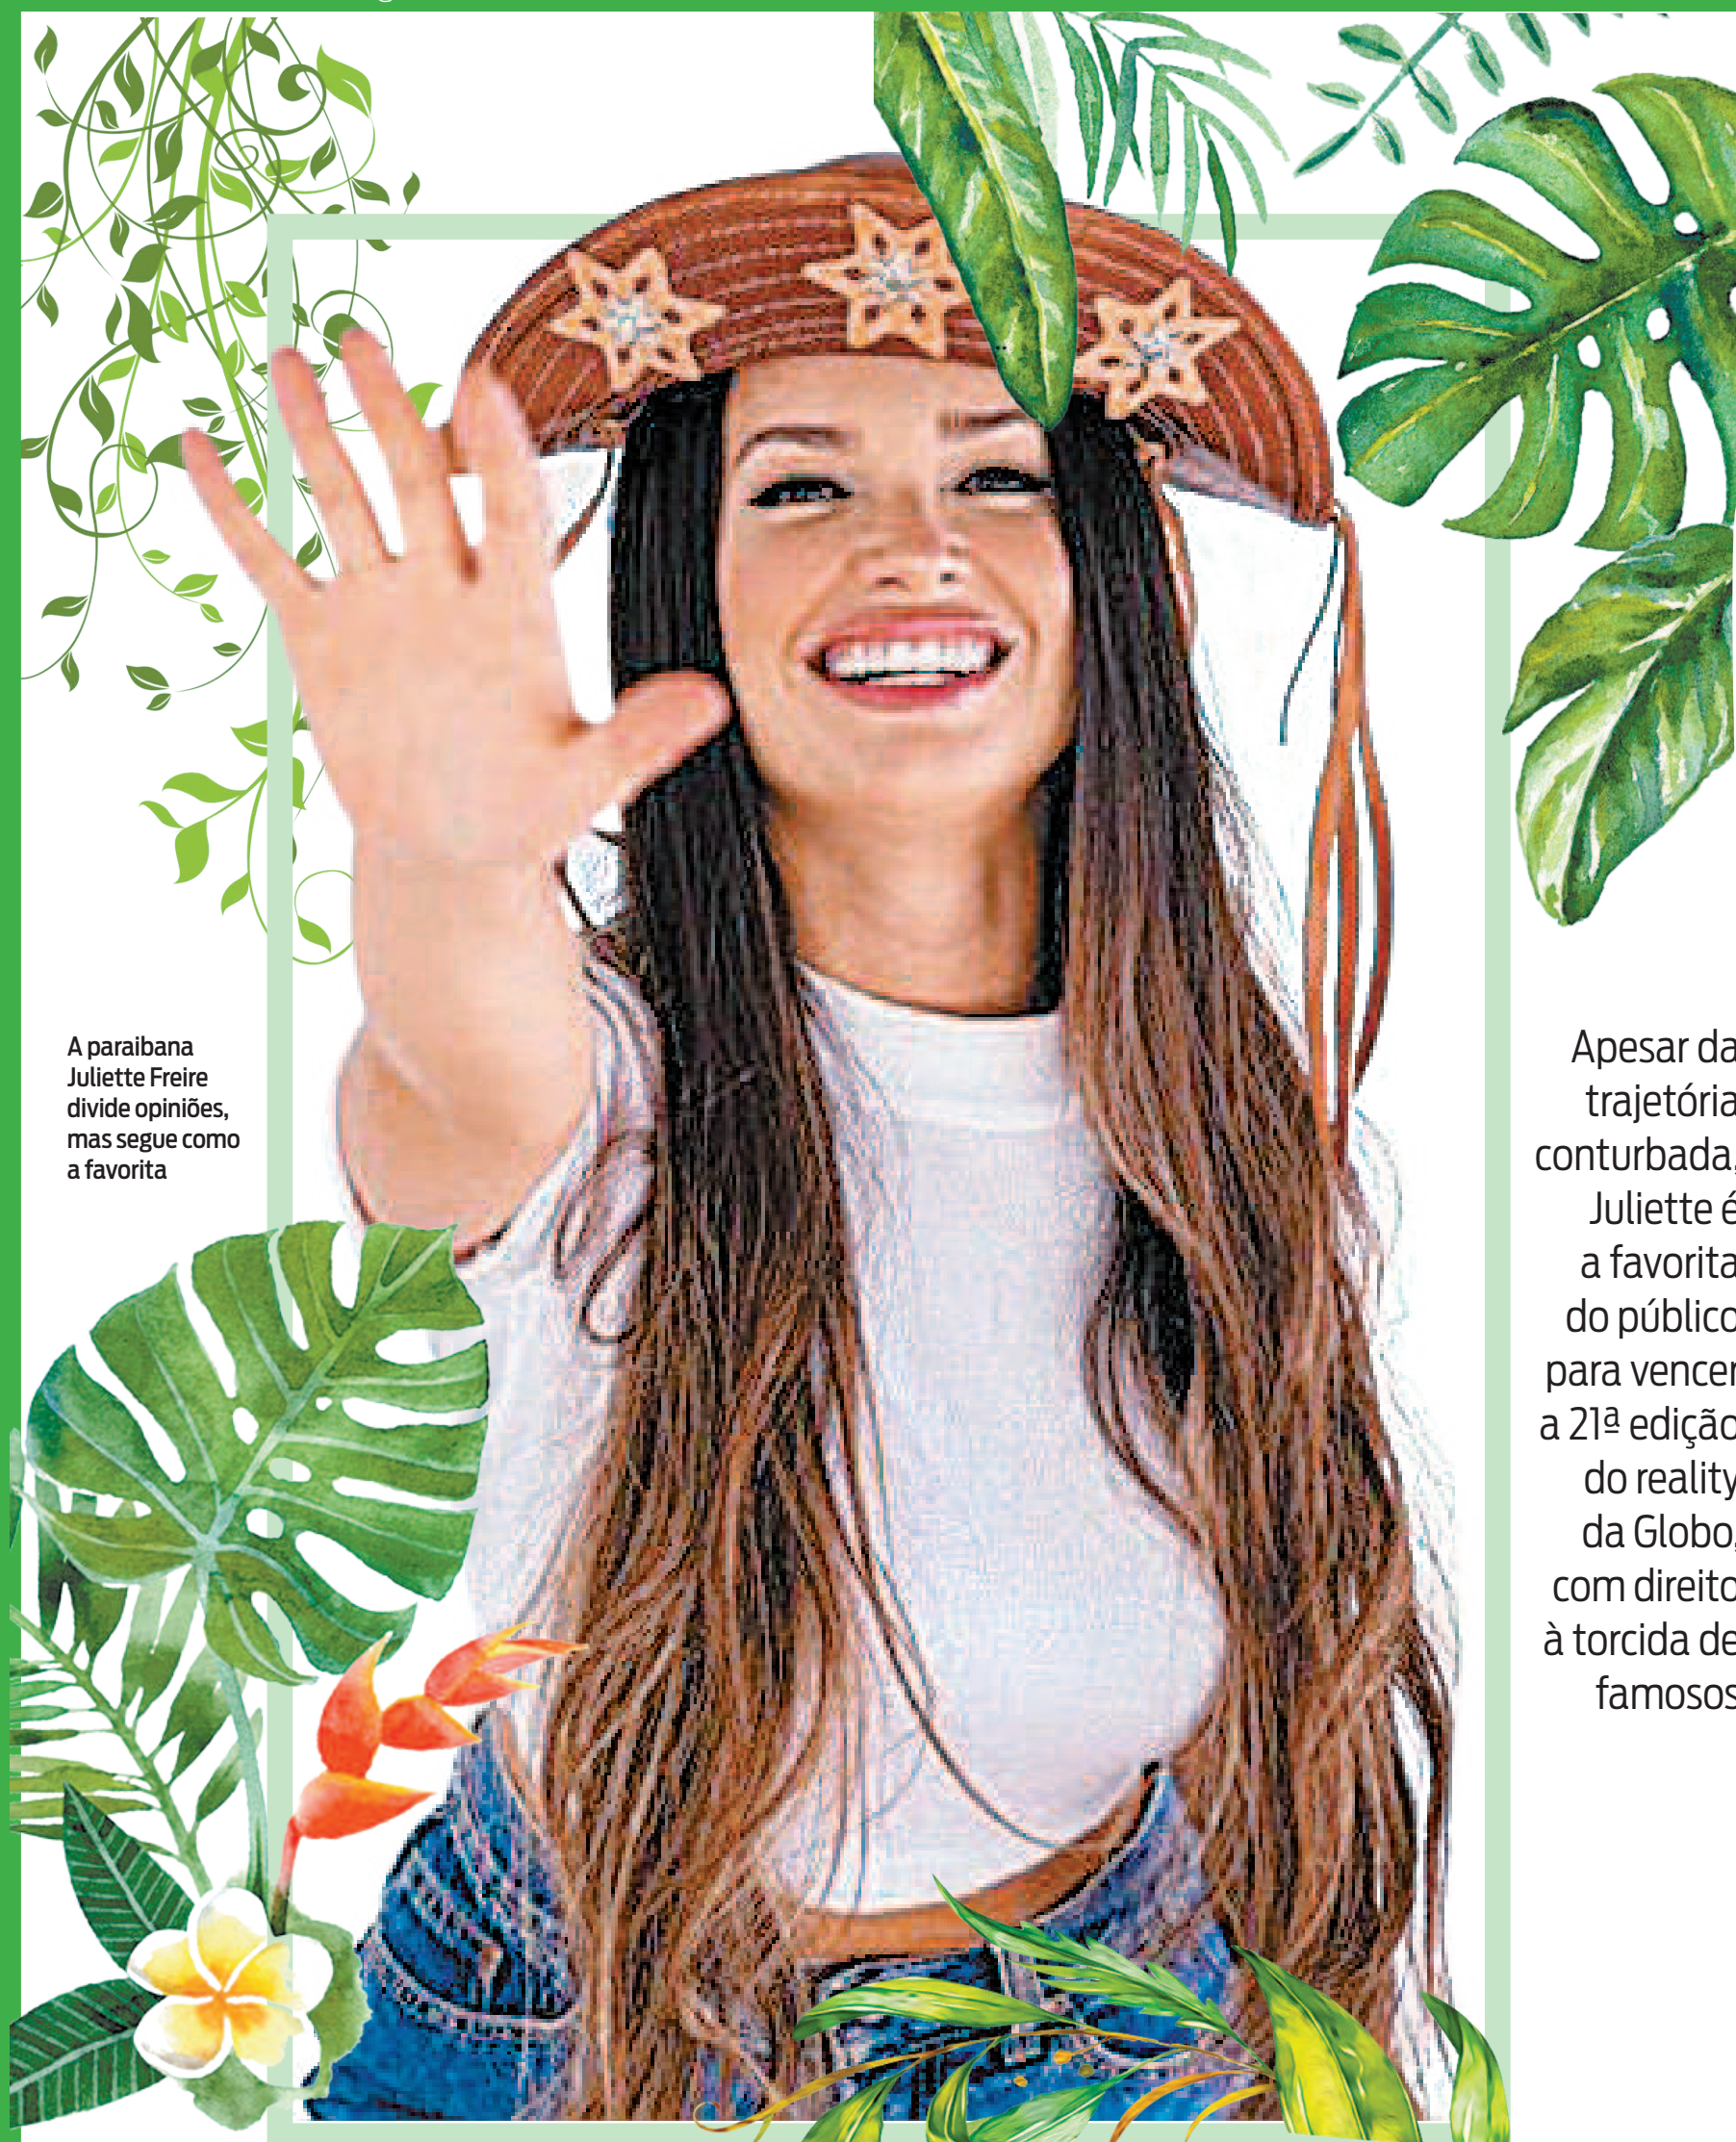 A paraibana
Juliette Freire
divide opiniões,
mas segue como
a favorita
Apesar da
trajetória
conturbada,
Juliette é
a favorita
do público
para vencer
a 21ª edição
do reality
da Globo,
com direito
à torcida de
famosos